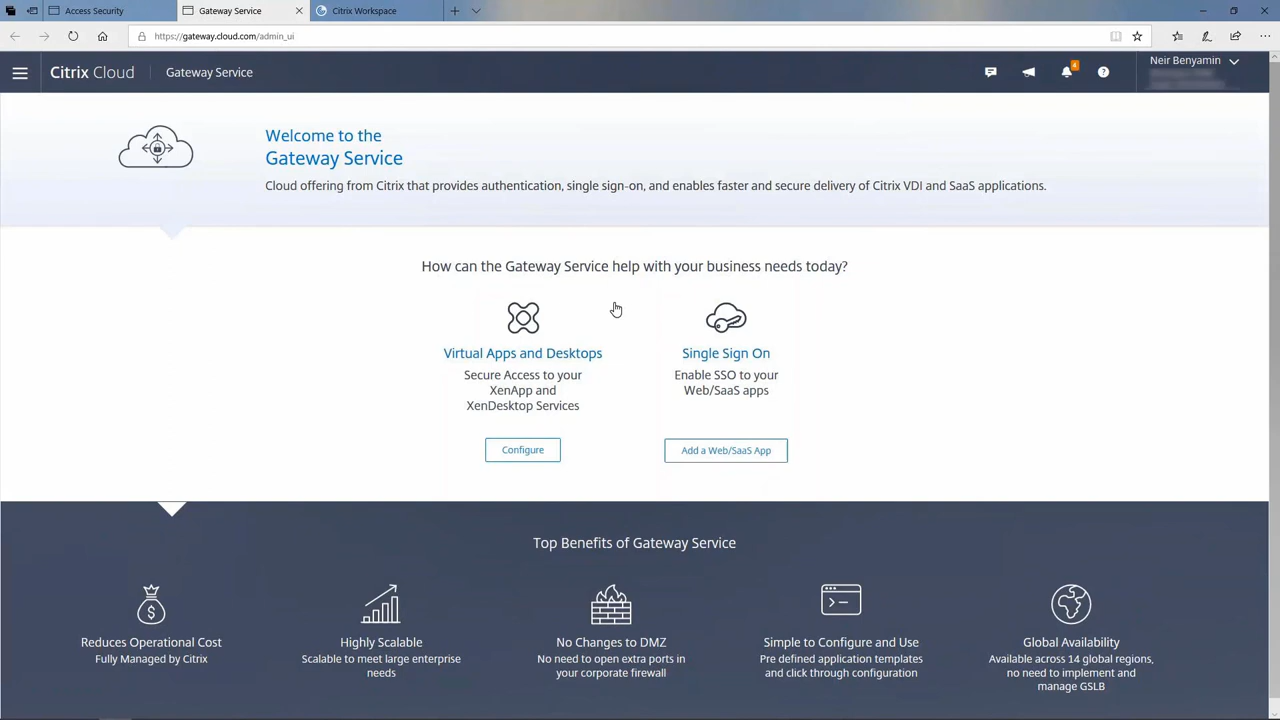 Access Security
Gateway Service
Citrix Workspace
https://gateway.cloud.com/admin_ui
Citrix Cloud
Gateway Service
4
Neir Benyamin
Welcome to the
Gateway Service
Cloud offering from Citrix that provides authentication, single sign-on, and enables faster and secure delivery of Citrix VDI and SaaS applications.
How can the Gateway Service help with your business needs today?
Virtual Apps and Desktops
Secure Access to your
XenApp and
XenDesktop Services
Configure
Single Sign On
Enable SSO to your
Web/SaaS apps
Add a Web/SaaS App
Top Benefits of Gateway Service
Reduces Operational Cost
Fully Managed by Citrix
Highly Scalable
Scalable to meet large enterprise
needs
No Changes to DMZ
No need to open extra ports in
your corporate firewall
Simple to Configure and Use
Pre defined application templates
and click through configuration
Global Availability
Available across 14 global regions,
no need to implement and
manage GSLB